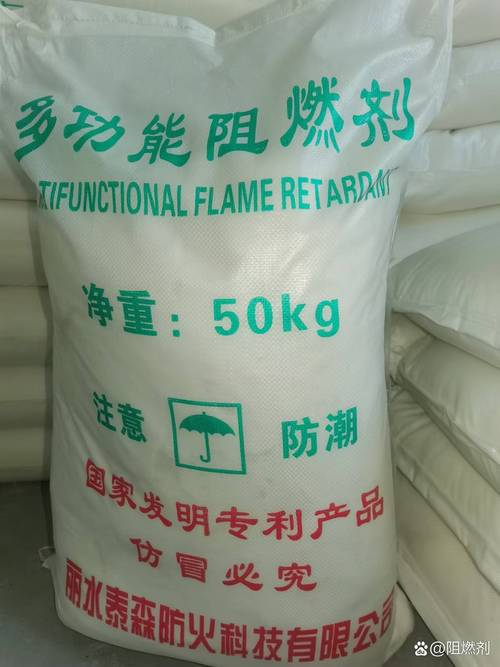 多功能阻燃剂
TIFUNCTIONAL FLAME RETARDANT
净重：50kg
注意 防潮
国家发明专利产品
仿冒必究
丽水泰森防火科技有限公司
@阻燃剂